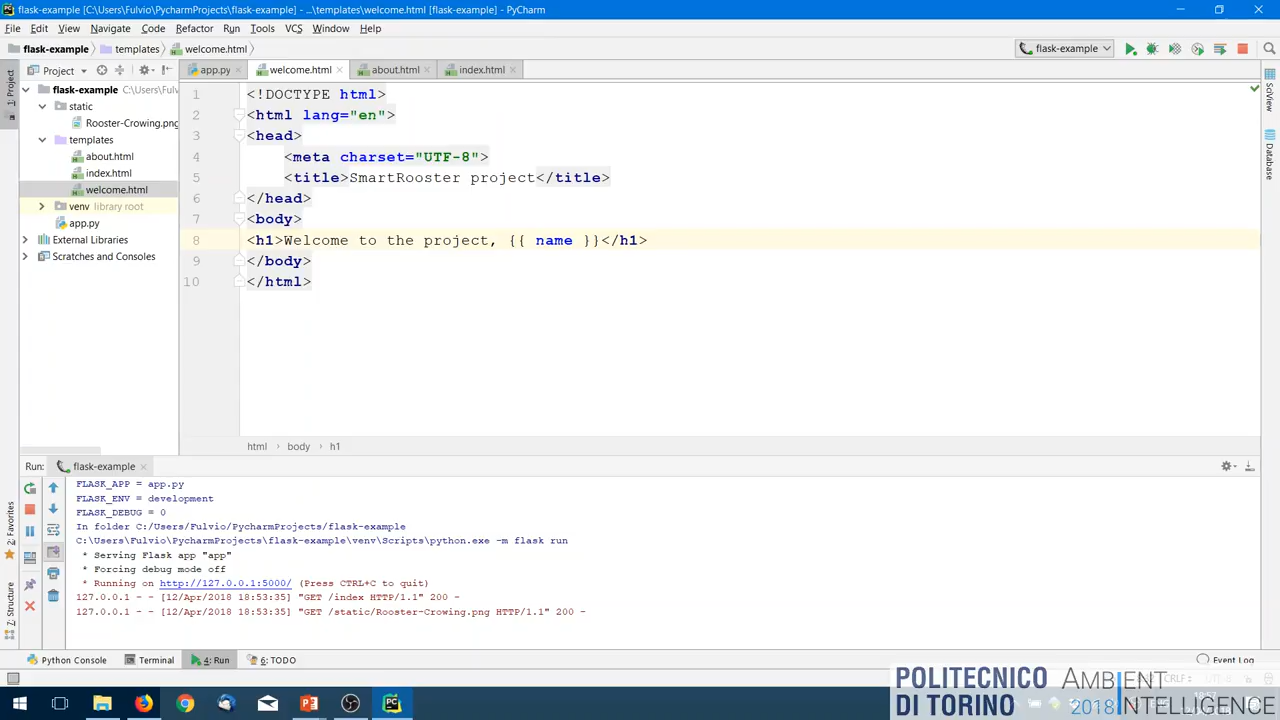 flask-example [C:\Users\Fulvio\PycharmProjects\flask-example] - ...\templates\welcome.html [flask-example] - PyCharm
File Edit View Navigate Code Refactor Run Tools VCS Window Help
flask-example templates welcome.html flask-example
Project app.py welcome.html about.html index.html
1: Project
flask-example C:\Users\Fulv
static
Rooster-Crowing.png
templates
about.html
index.html
welcome.html
venv library root
app.py
External Libraries
Scratches and Consoles
1 <!DOCTYPE html>
2 <html lang="en">
3 <head>
4 <meta charset="UTF-8">
5 <title>SmartRooster project</title>
6 </head>
7 <body>
8 <h1>Welcome to the project, {{ name }}</h1>
9 </body>
10 </html>
SciView
Database
html body h1
Run: flask-example
FLASK_APP = app.py
FLASK_ENV = development
FLASK_DEBUG = 0
In folder C:/Users/Fulvio/PycharmProjects/flask-example
C:\Users\Fulvio\PycharmProjects\flask-example\venv\Scripts\python.exe -m flask run
* Serving Flask app "app"
* Forcing debug mode off
* Running on http://127.0.0.1:5000/ (Press CTRL+C to quit)
127.0.0.1 - - [12/Apr/2018 18:53:35] "GET /index HTTP/1.1" 200 -
127.0.0.1 - - [12/Apr/2018 18:53:35] "GET /static/Rooster-Crowing.png HTTP/1.1" 200 -
2: Favorites
Z: Structure
Python Console Terminal 4: Run 6: TODO Event Log
POLITECNICO
DI TORINO
AMBIENT
2018 INTELLIGENCE